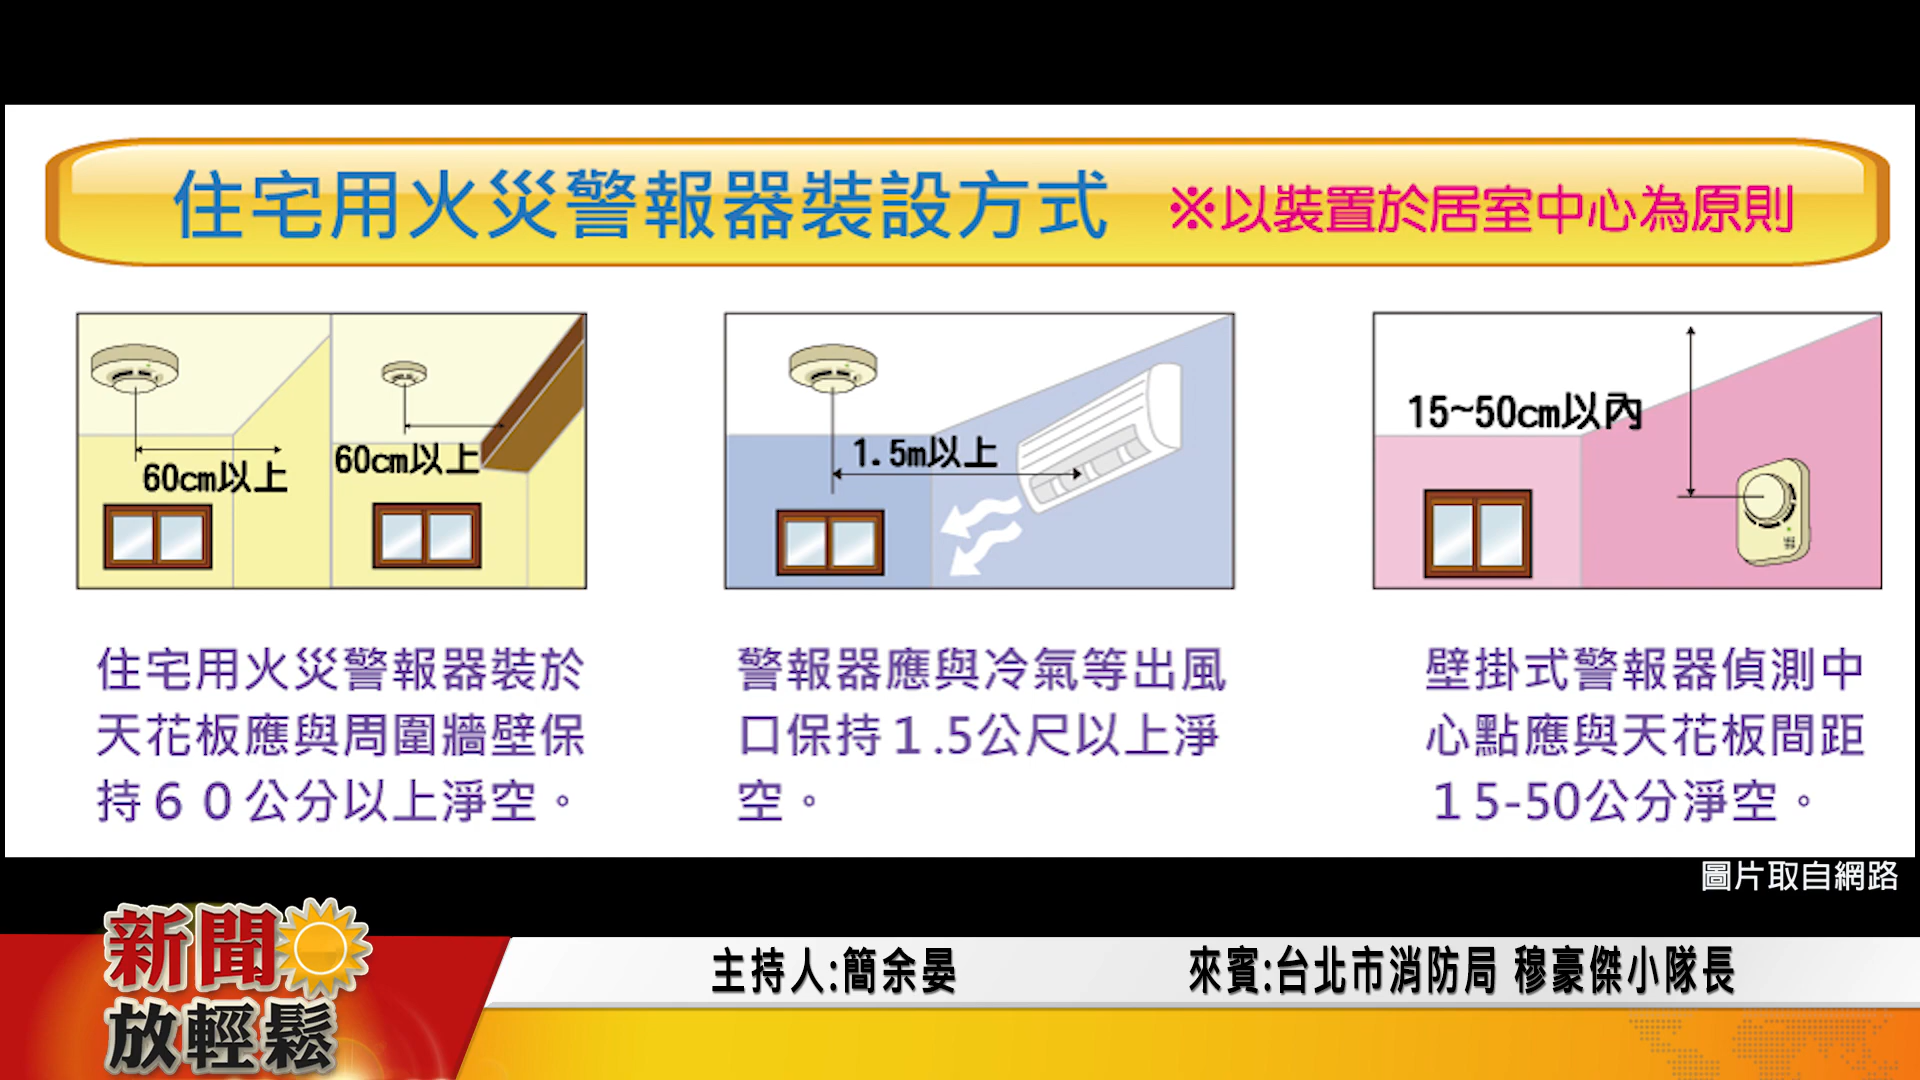 住宅用火災警報器裝設方式 ※以裝置於居室中心為原則
60cm以上
60cm以上
1.5m以上
15~50cm以內
住宅用火災警報器裝於
天花板應與周圍牆壁保
持60公分以上淨空。
警報器應與冷氣等出風
口保持1.5公尺以上淨
空。
壁掛式警報器偵測中
心點應與天花板間距
15-50公分淨空。
圖片取自網路
新聞
放輕鬆
主持人:簡余晏 來賓:台北市消防局 穆豪傑小隊長